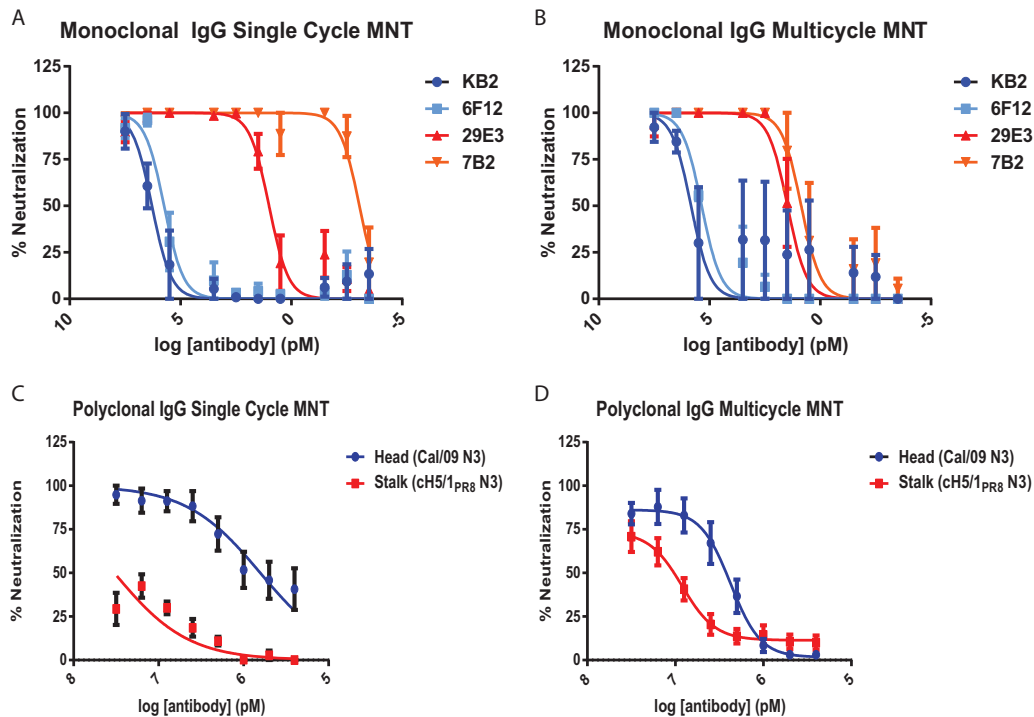 A
Monoclonal IgG Single Cycle MNT
% Neutralization
125
100
75
50
25
0
10
5
0
-5
log [antibody] (pM)
KB2
6F12
29E3
7B2
B
Monoclonal IgG Multicycle MNT
% Neutralization
125
100
75
50
25
0
10
5
0
-5
log [antibody] (pM)
KB2
6F12
29E3
7B2
C
Polyclonal IgG Single Cycle MNT
% Neutralization
125
100
75
50
25
0
8
7
6
5
log [antibody] (pM)
Head (Cal/09 N3)
Stalk (cH5/1PR8 N3)
D
Polyclonal IgG Multicycle MNT
% Neutralization
125
100
75
50
25
0
8
7
6
5
log [antibody] (pM)
Head (Cal/09 N3)
Stalk (cH5/1PR8 N3)